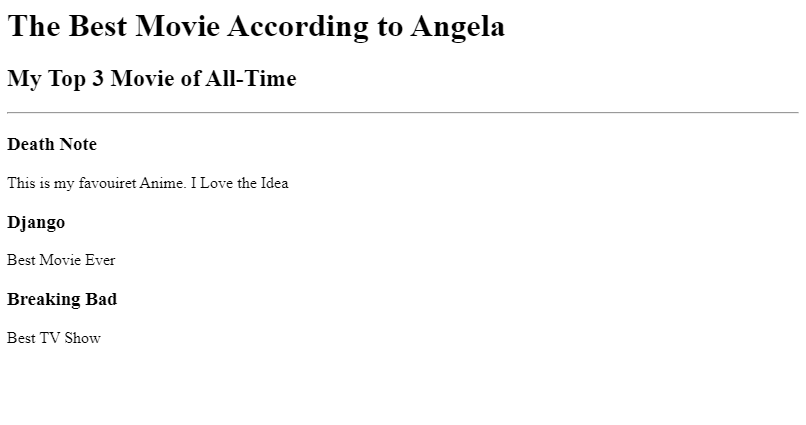 The Best Movie According to Angela
My Top 3 Movie of All-Time
Death Note
This is my favouiret Anime. I Love the Idea
Django
Best Movie Ever
Breaking Bad
Best TV Show